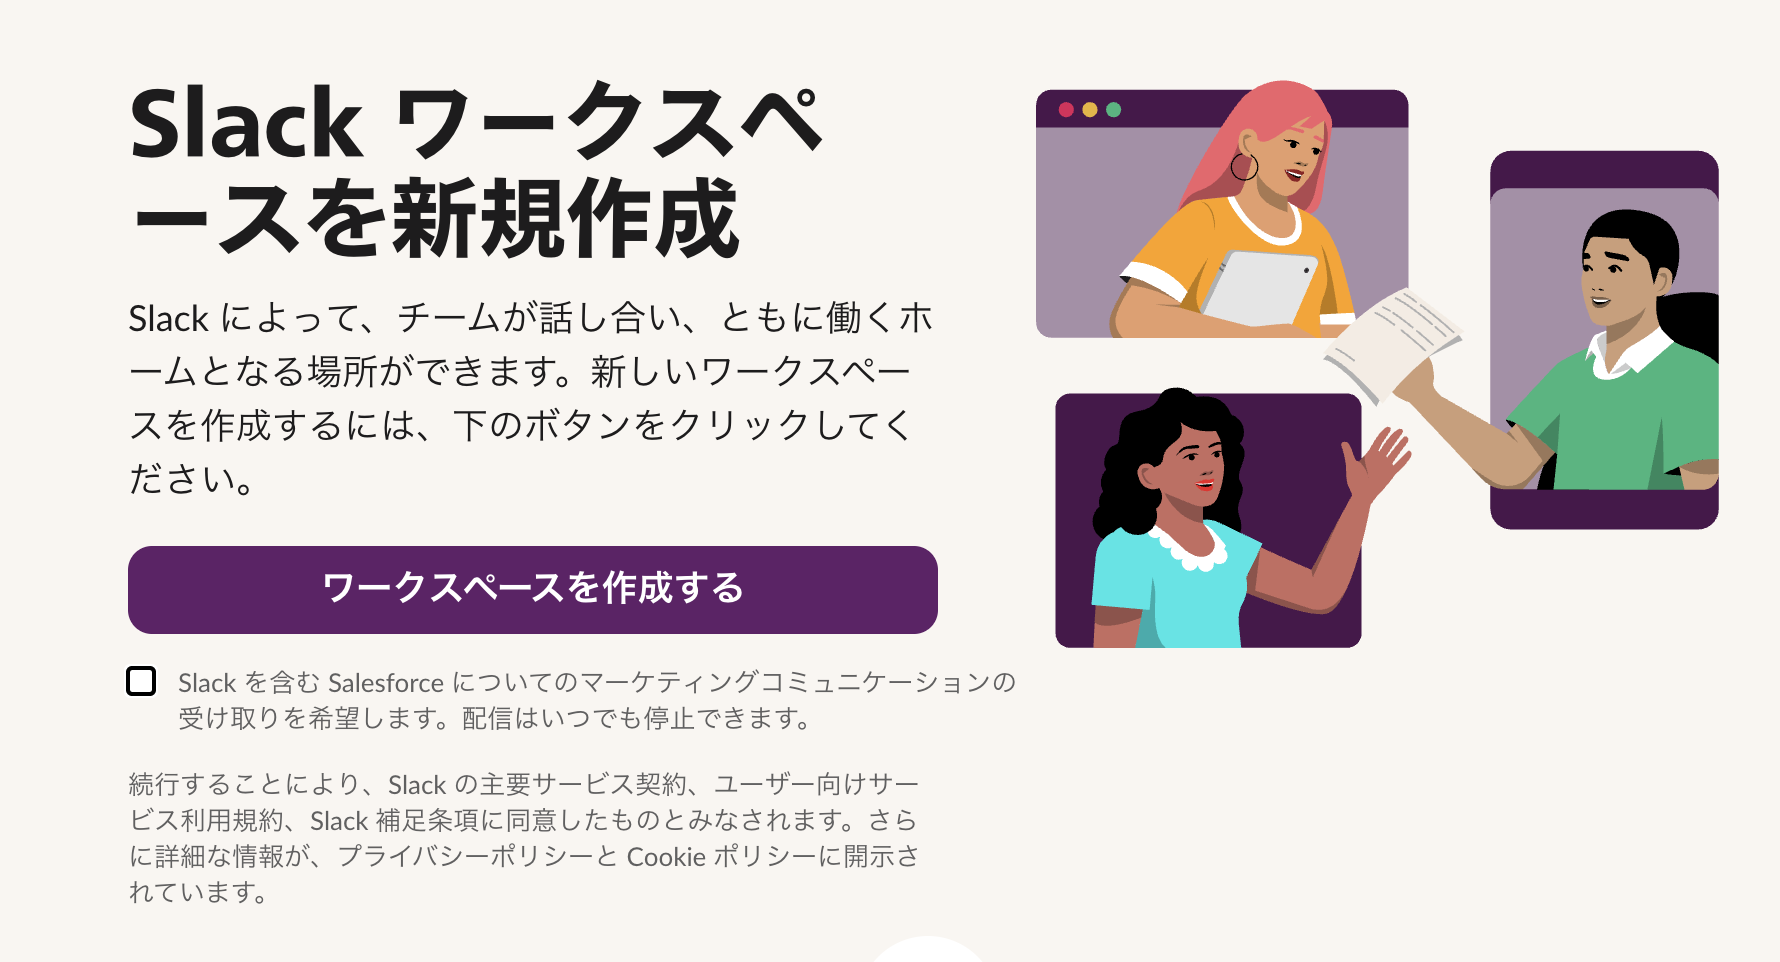 Slack ワークスペ
ースを新規作成
Slack によって、チームが話し合い、ともに働くホ
ームとなる場所ができます。新しいワークスペー
スを作成するには、下のボタンをクリックしてく
ださい。
ワークスペースを作成する
Slack を含む Salesforce についてのマーケティングコミュニケーションの
受け取りを希望します。配信はいつでも停止できます。
続行することにより、Slack の主要サービス契約、ユーザー向けサー
ビス利用規約、Slack 補足条項に同意したものとみなされます。さら
に詳細な情報が、プライバシーポリシーと Cookie ポリシーに開示さ
れています。